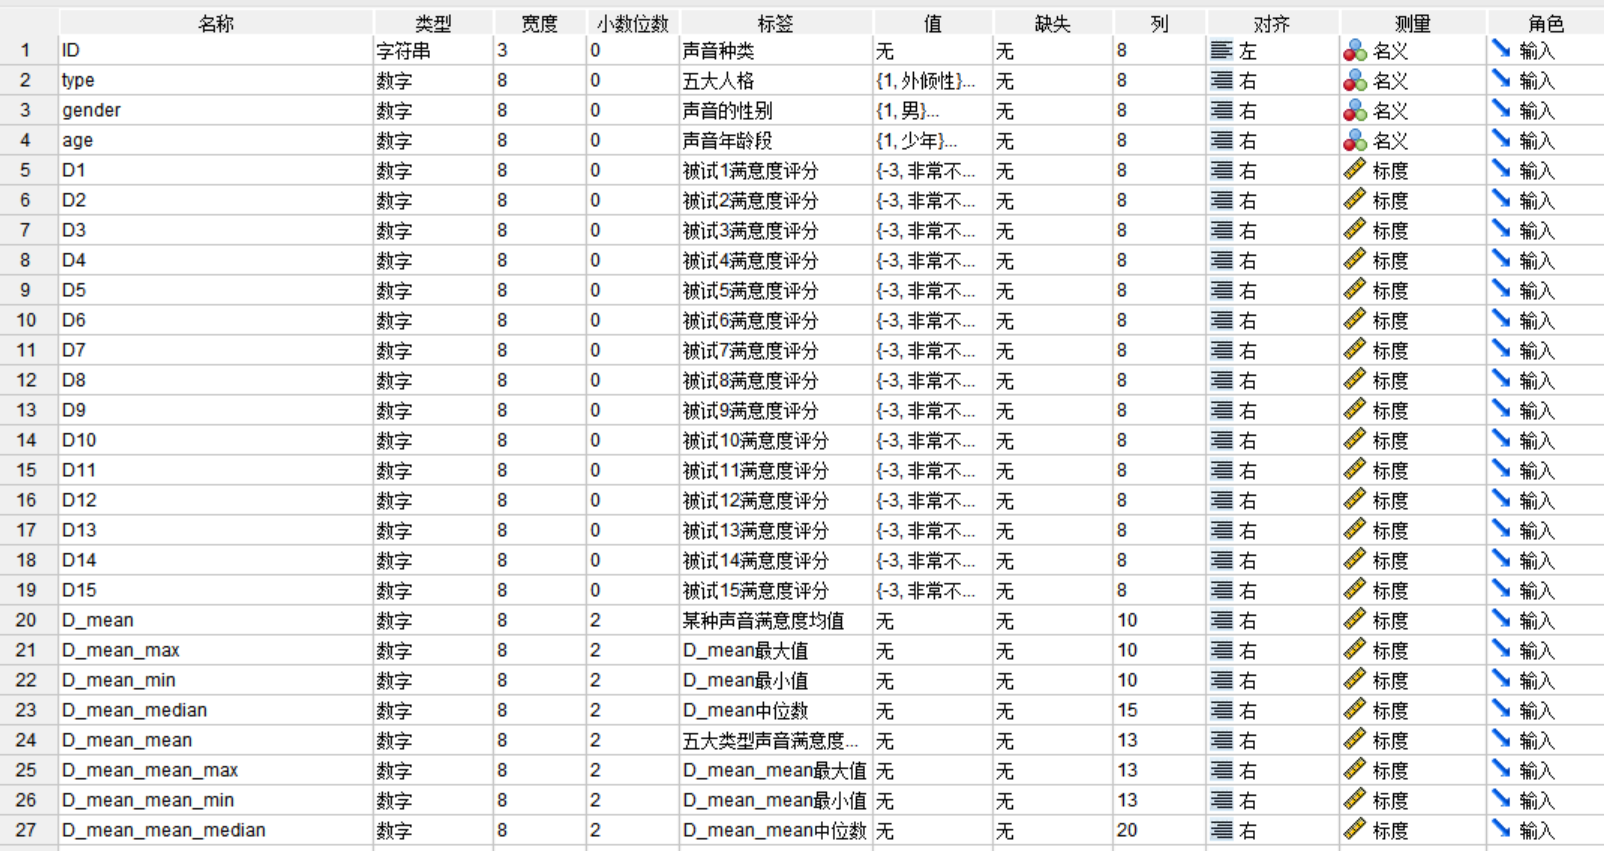 名称 类型 宽度 小数位数 标签 值 缺失 列 对齐 测量 角色
1 ID 字符串 3 0 声音种类 无 无 8 左 名义 输入
2 type 数字 8 0 五大人格 {1, 外倾性}... 无 8 右 名义 输入
3 gender 数字 8 0 声音的性别 {1, 男}... 无 8 右 名义 输入
4 age 数字 8 0 声音年龄段 {1, 少年}... 无 8 右 名义 输入
5 D1 数字 8 0 被试1满意度评分 {-3, 非常不... 无 8 右 标度 输入
6 D2 数字 8 0 被试2满意度评分 {-3, 非常不... 无 8 右 标度 输入
7 D3 数字 8 0 被试3满意度评分 {-3, 非常不... 无 8 右 标度 输入
8 D4 数字 8 0 被试4满意度评分 {-3, 非常不... 无 8 右 标度 输入
9 D5 数字 8 0 被试5满意度评分 {-3, 非常不... 无 8 右 标度 输入
10 D6 数字 8 0 被试6满意度评分 {-3, 非常不... 无 8 右 标度 输入
11 D7 数字 8 0 被试7满意度评分 {-3, 非常不... 无 8 右 标度 输入
12 D8 数字 8 0 被试8满意度评分 {-3, 非常不... 无 8 右 标度 输入
13 D9 数字 8 0 被试9满意度评分 {-3, 非常不... 无 8 右 标度 输入
14 D10 数字 8 0 被试10满意度评分 {-3, 非常不... 无 8 右 标度 输入
15 D11 数字 8 0 被试11满意度评分 {-3, 非常不... 无 8 右 标度 输入
16 D12 数字 8 0 被试12满意度评分 {-3, 非常不... 无 8 右 标度 输入
17 D13 数字 8 0 被试13满意度评分 {-3, 非常不... 无 8 右 标度 输入
18 D14 数字 8 0 被试14满意度评分 {-3, 非常不... 无 8 右 标度 输入
19 D15 数字 8 0 被试15满意度评分 {-3, 非常不... 无 8 右 标度 输入
20 D_mean 数字 8 2 某种声音满意度均值 无 无 10 右 标度 输入
21 D_mean_max 数字 8 2 D_mean最大值 无 无 10 右 标度 输入
22 D_mean_min 数字 8 2 D_mean最小值 无 无 10 右 标度 输入
23 D_mean_median 数字 8 2 D_mean中位数 无 无 15 右 标度 输入
24 D_mean_mean 数字 8 2 五大类型声音满意度... 无 无 13 右 标度 输入
25 D_mean_mean_max 数字 8 2 D_mean_mean最大值 无 无 13 右 标度 输入
26 D_mean_mean_min 数字 8 2 D_mean_mean最小值 无 无 13 右 标度 输入
27 D_mean_mean_median 数字 8 2 D_mean_mean中位数 无 无 20 右 标度 输入